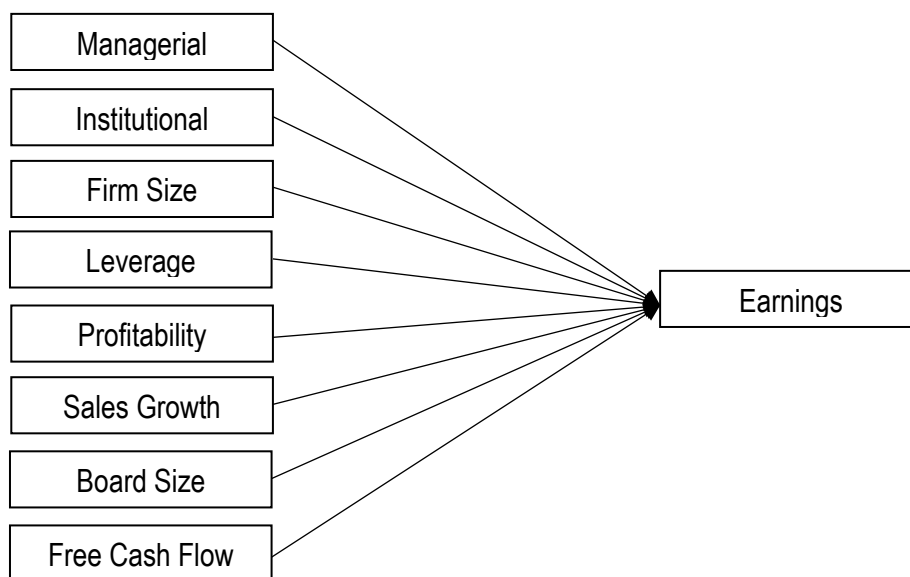 Managerial
Institutional
Firm Size
Leverage
Profitability
Sales Growth
Board Size
Free Cash Flow
Earnings